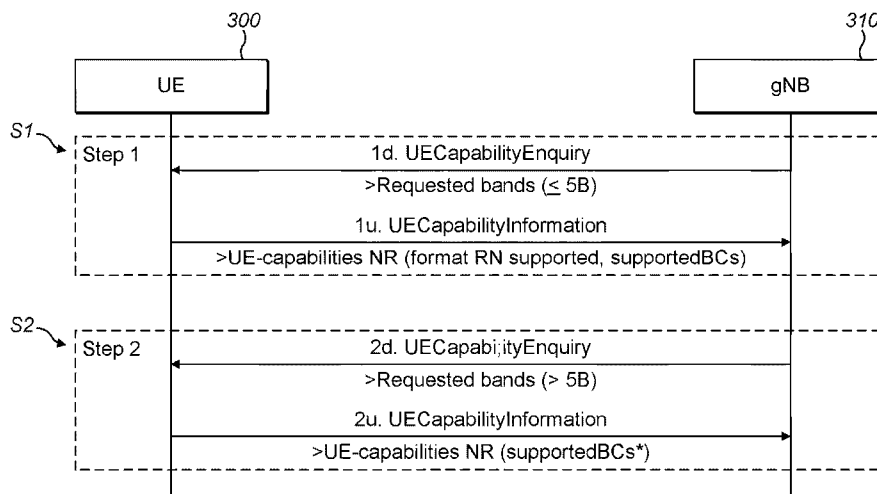 300
310
UE
gNB
S1
Step 1
1d. UECapabilityEnquiry
>Requested bands (≤ 5B)
1u. UECapabilityInformation
>UE-capabilities NR (format RN supported, supportedBCs)
S2
Step 2
2d. UECapabi;ityEnquiry
>Requested bands (> 5B)
2u. UECapabilityInformation
>UE-capabilities NR (supportedBCs*)